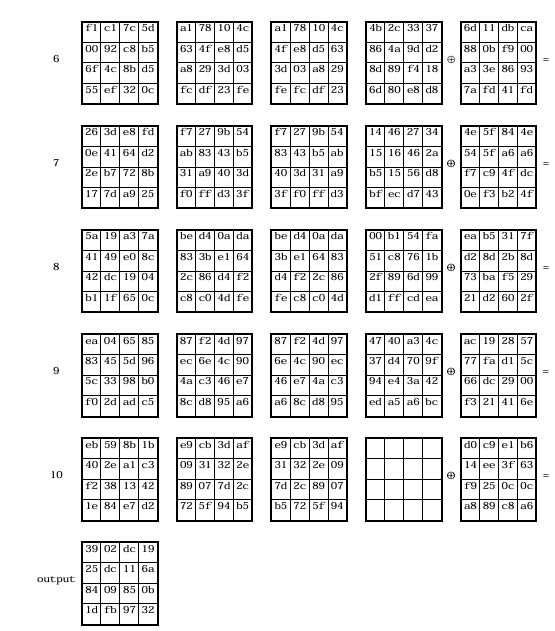 f1 c1 7c 5d a1 78 10 4c a1 78 10 4c 4b 2c 33 37 6d 11 db ca
00 92 c8 b5 63 4f e8 d5 4f e8 d5 63 86 4a 9d d2 88 0b f9 00
6 ⊕ =
6f 4c 8b d5 a8 29 3d 03 3d 03 a8 29 8d 89 f4 18 a3 3e 86 93
55 ef 32 0c fc df 23 fe fe fc df 23 6d 80 e8 d8 7a fd 41 fd
26 3d e8 fd f7 27 9b 54 f7 27 9b 54 14 46 27 34 4e 5f 84 4e
0e 41 64 d2 ab 83 43 b5 83 43 b5 ab 15 16 46 2a 54 5f a6 a6
7 ⊕ =
2e b7 72 8b 31 a9 40 3d 40 3d 31 a9 b5 15 56 d8 f7 c9 4f dc
17 7d a9 25 f0 ff d3 3f 3f f0 ff d3 bf ec d7 43 0e f3 b2 4f
5a 19 a3 7a be d4 0a da be d4 0a da 00 b1 54 fa ea b5 31 7f
41 49 e0 8c 83 3b e1 64 3b e1 64 83 51 c8 76 1b d2 8d 2b 8d
8 ⊕ =
42 dc 19 04 2c 86 d4 f2 d4 f2 2c 86 2f 89 6d 99 73 ba f5 29
b1 1f 65 0c c8 c0 4d fe fe c8 c0 4d d1 ff cd ea 21 d2 60 2f
ea 04 65 85 87 f2 4d 97 87 f2 4d 97 47 40 a3 4c ac 19 28 57
83 45 5d 96 ec 6e 4c 90 6e 4c 90 ec 37 d4 70 9f 77 fa d1 5c
9 ⊕ =
5c 33 98 b0 4a c3 46 e7 46 e7 4a c3 94 e4 3a 42 66 dc 29 00
f0 2d ad c5 8c d8 95 a6 a6 8c d8 95 ed a5 a6 bc f3 21 41 6e
eb 59 8b 1b e9 cb 3d af e9 cb 3d af d0 c9 e1 b6
40 2e a1 c3 09 31 32 2e 31 32 2e 09 14 ee 3f 63
10 ⊕ =
f2 38 13 42 89 07 7d 2c 7d 2c 89 07 f9 25 0c 0c
1e 84 e7 d2 72 5f 94 b5 b5 72 5f 94 a8 89 c8 a6
39 02 dc 19
25 dc 11 6a
output
84 09 85 0b
1d fb 97 32